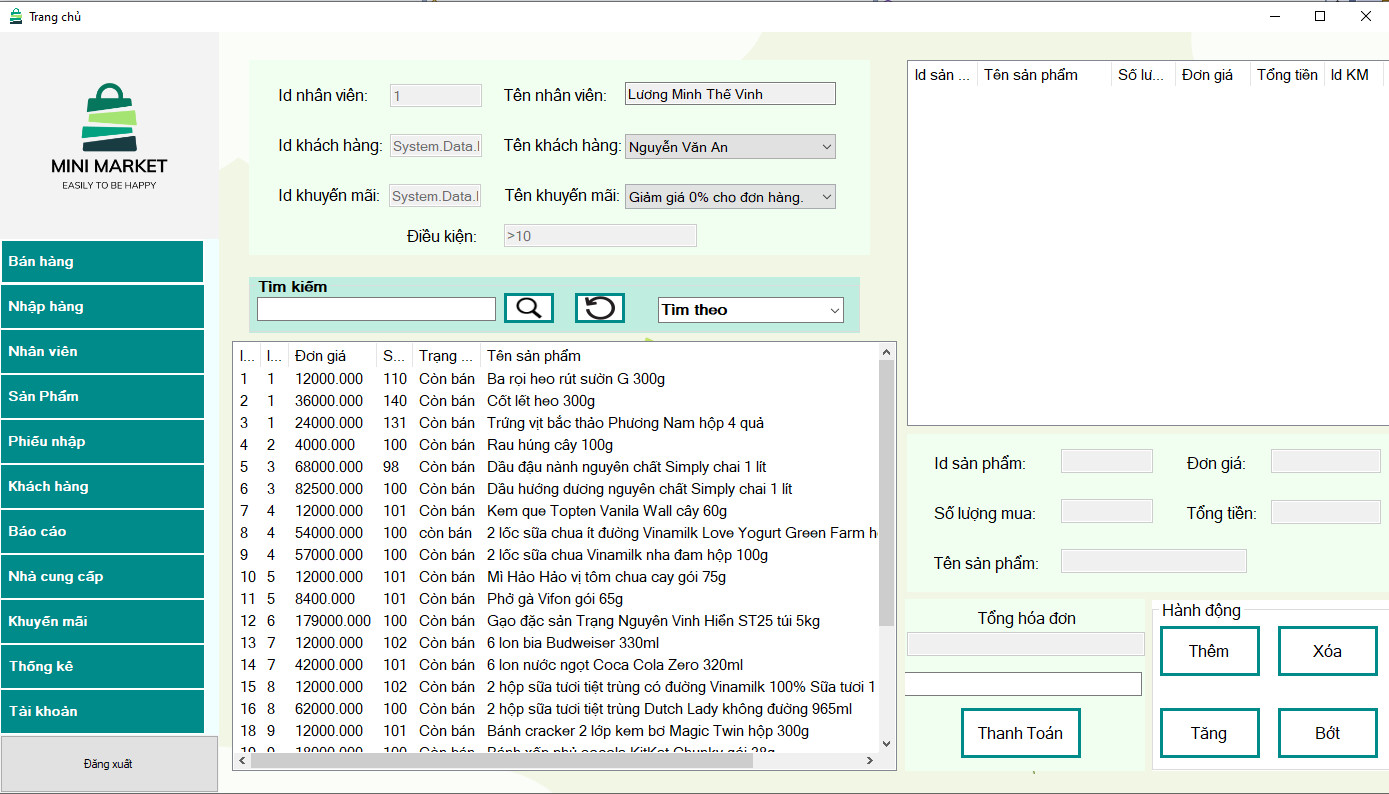 Trang chủ
MINI MARKET
EASILY TO BE HAPPY
Bán hàng
Nhập hàng
Nhân viên
Sản Phẩm
Phiếu nhập
Khách hàng
Báo cáo
Nhà cung cấp
Khuyến mãi
Thống kê
Tài khoản
Đăng xuất
Id nhân viên: 1 Tên nhân viên: Lương Minh Thế Vinh
Id khách hàng: System.Data.I Tên khách hàng: Nguyễn Văn An
Id khuyến mãi: System.Data.I Tên khuyến mãi: Giảm giá 0% cho đơn hàng.
Điều kiện: >10
Tìm kiếm
Tìm theo
I... I... Đơn giá S... Trạng ... Tên sản phẩm
1 1 12000.000 110 Còn bán Ba rọi heo rút sườn G 300g
2 1 36000.000 140 Còn bán Cốt lết heo 300g
3 1 24000.000 131 Còn bán Trứng vịt bắc thảo Phương Nam hộp 4 quả
4 2 4000.000 100 Còn bán Rau húng cây 100g
5 3 68000.000 98 Còn bán Dầu đậu nành nguyên chất Simply chai 1 lít
6 3 82500.000 100 Còn bán Dầu hướng dương nguyên chất Simply chai 1 lít
7 4 12000.000 101 Còn bán Kem que Topten Vanila Wall cây 60g
8 4 54000.000 100 còn bán 2 lốc sữa chua ít đường Vinamilk Love Yogurt Green Farm h
9 4 57000.000 100 Còn bán 2 lốc sữa chua Vinamilk nha đam hộp 100g
10 5 12000.000 101 Còn bán Mì Hảo Hảo vị tôm chua cay gói 75g
11 5 8400.000 101 Còn bán Phở gà Vifon gói 65g
12 6 179000.000 100 Còn bán Gạo đặc sản Trạng Nguyên Vinh Hiển ST25 túi 5kg
13 7 12000.000 102 Còn bán 6 lon bia Budweiser 330ml
14 7 42000.000 101 Còn bán 6 lon nước ngọt Coca Cola Zero 320ml
15 8 12000.000 102 Còn bán 2 hộp sữa tươi tiệt trùng có đường Vinamilk 100% Sữa tươi 1
16 8 62000.000 100 Còn bán 2 hộp sữa tươi tiệt trùng Dutch Lady không đường 965ml
18 9 12000.000 101 Còn bán Bánh cracker 2 lớp kem bơ Magic Twin hộp 300g
19 9 18000.000 100 Còn bán Bánh xốp phủ socola KitKat Chunky gói 38g
Id sản ... Tên sản phẩm Số lư... Đơn giá Tổng tiền Id KM
Id sản phẩm: Đơn giá:
Số lượng mua: Tổng tiền:
Tên sản phẩm:
Tổng hóa đơn
Thanh Toán
Hành động
Thêm Xóa
Tăng Bớt